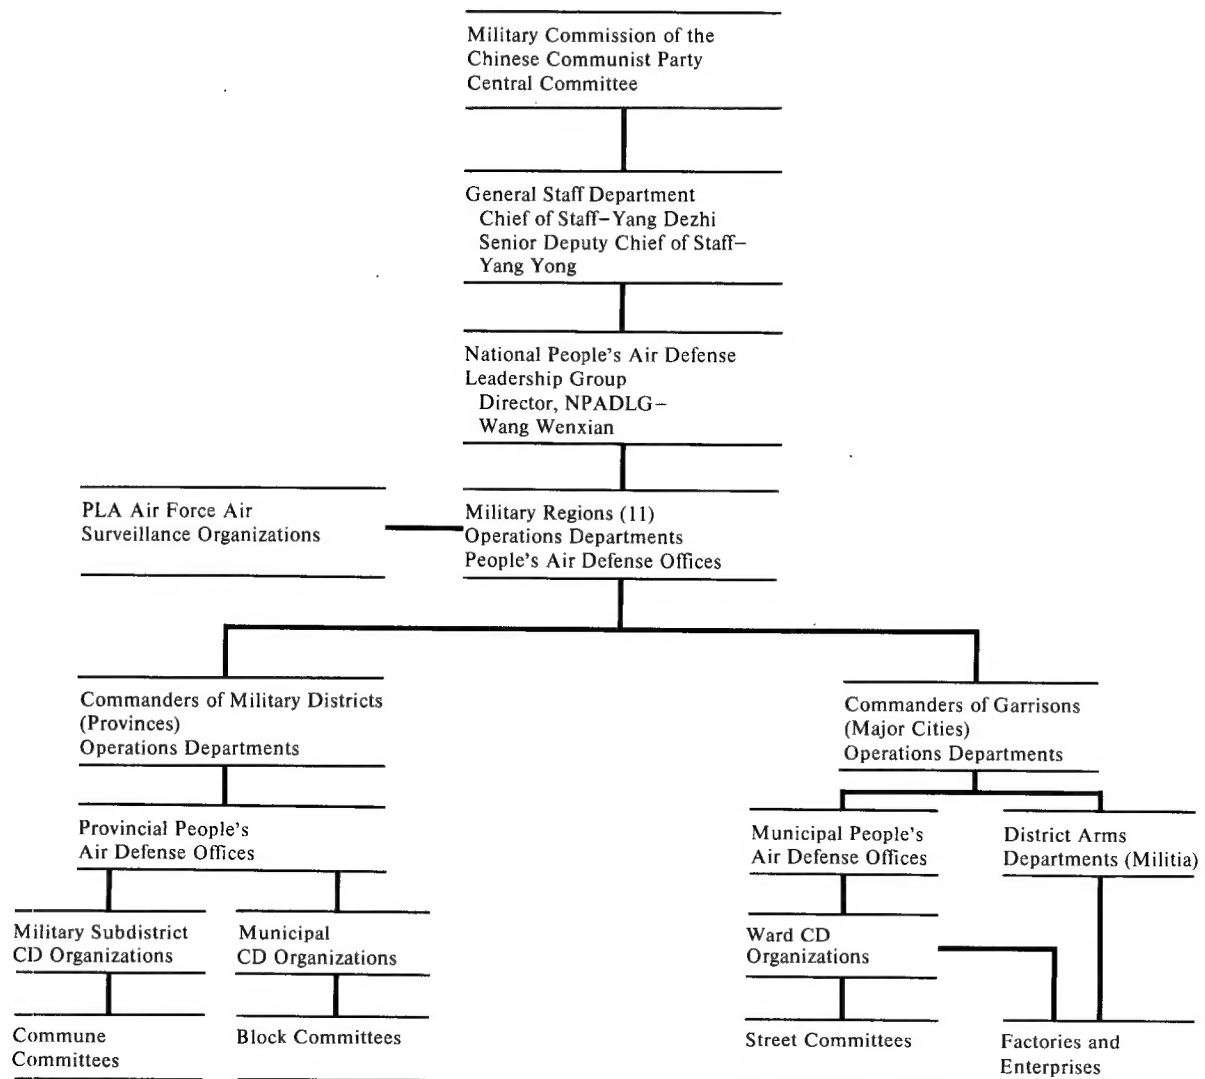 Military Commission of the
Chinese Communist Party
Central Committee
General Staff Department
Chief of Staff–Yang Dezhi
Senior Deputy Chief of Staff–
Yang Yong
National People's Air Defense
Leadership Group
Director, NPADLG–
Wang Wenxian
PLA Air Force Air
Surveillance Organizations
Military Regions (11)
Operations Departments
People's Air Defense Offices
Commanders of Military Districts
(Provinces)
Operations Departments
Commanders of Garrisons
(Major Cities)
Operations Departments
Provincial People's
Air Defense Offices
Municipal People's
Air Defense Offices
District Arms
Departments (Militia)
Military Subdistrict
CD Organizations
Municipal
CD Organizations
Ward CD
Organizations
Commune
Committees
Block Committees
Street Committees
Factories and
Enterprises